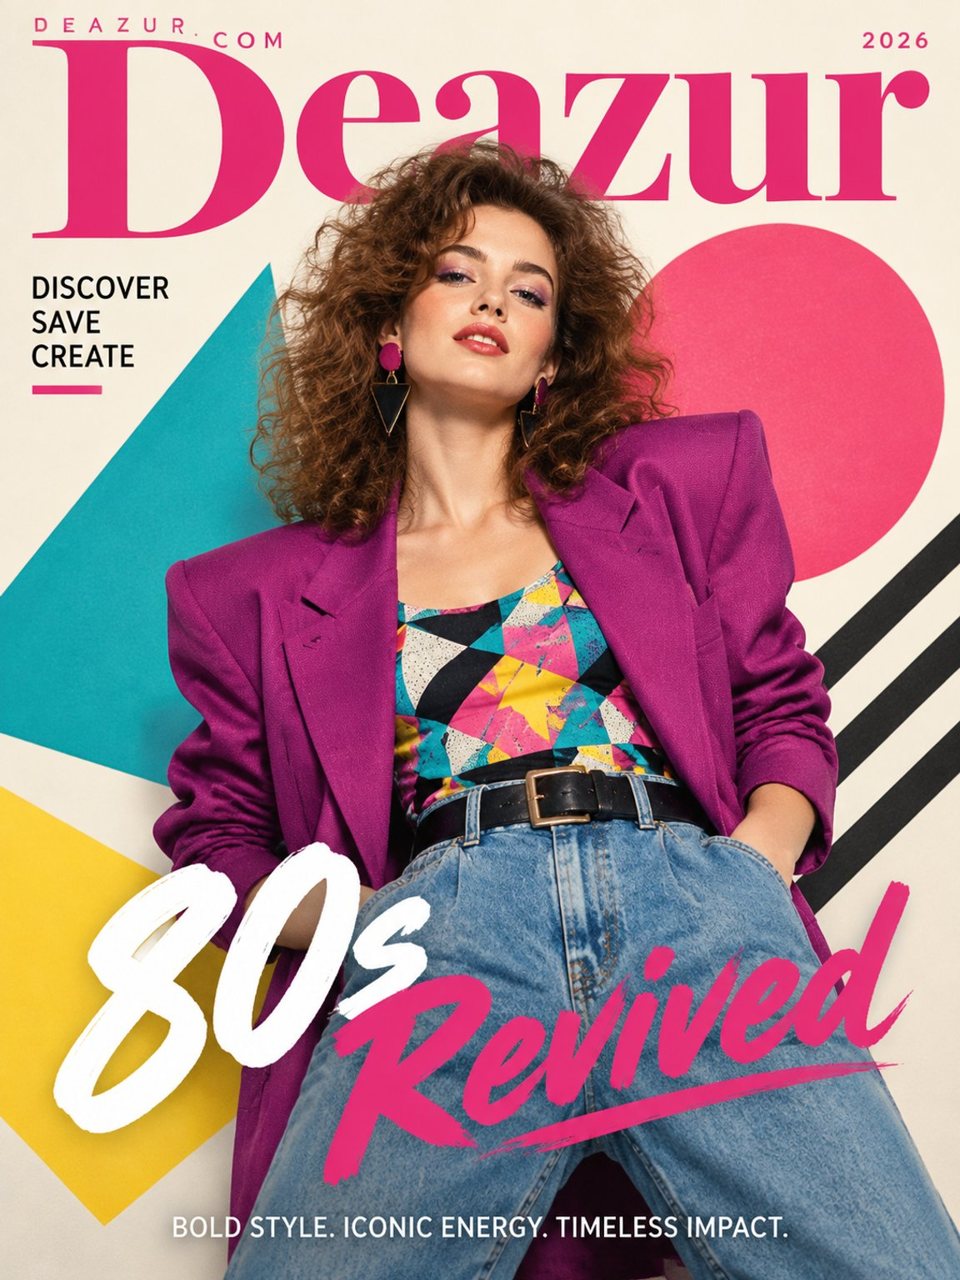 DEAZUR.COM
2026
Deazur
DISCOVER
SAVE
CREATE
80s
Revived
BOLD STYLE. ICONIC ENERGY. TIMELESS IMPACT.